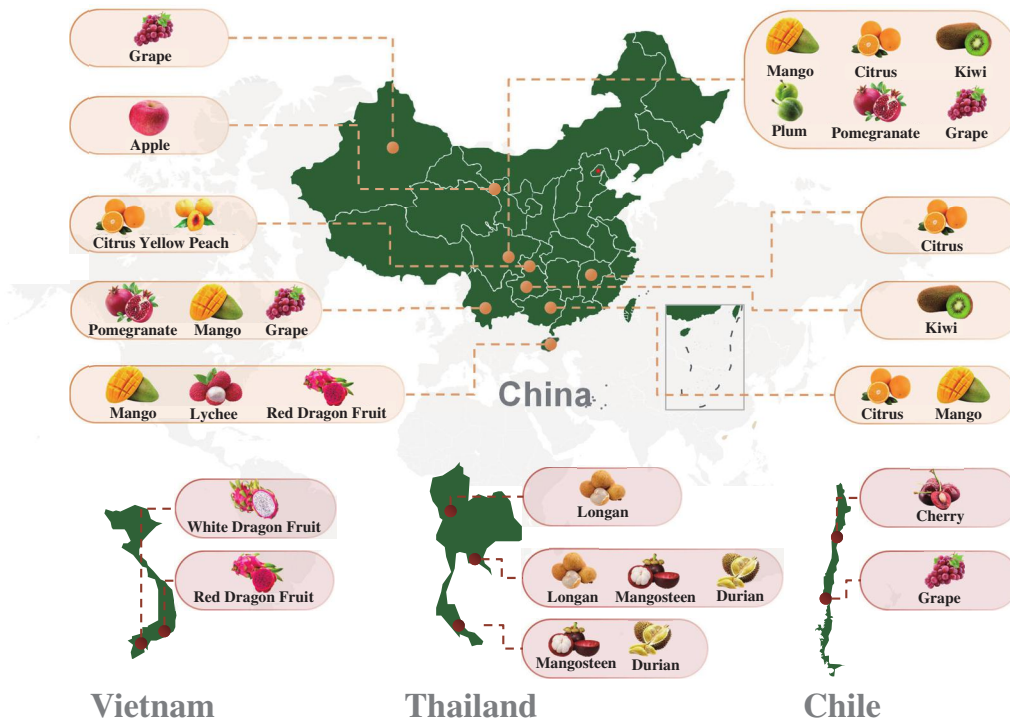 Grape
Apple
Citrus Yellow Peach
Pomegranate Mango Grape
Mango Lychee Red Dragon Fruit
Mango Citrus Kiwi
Plum Pomegranate Grape
Citrus
Kiwi
Citrus Mango
China
White Dragon Fruit
Red Dragon Fruit
Vietnam
Longan
Longan Mangosteen Durian
Mangosteen Durian
Thailand
Cherry
Grape
Chile